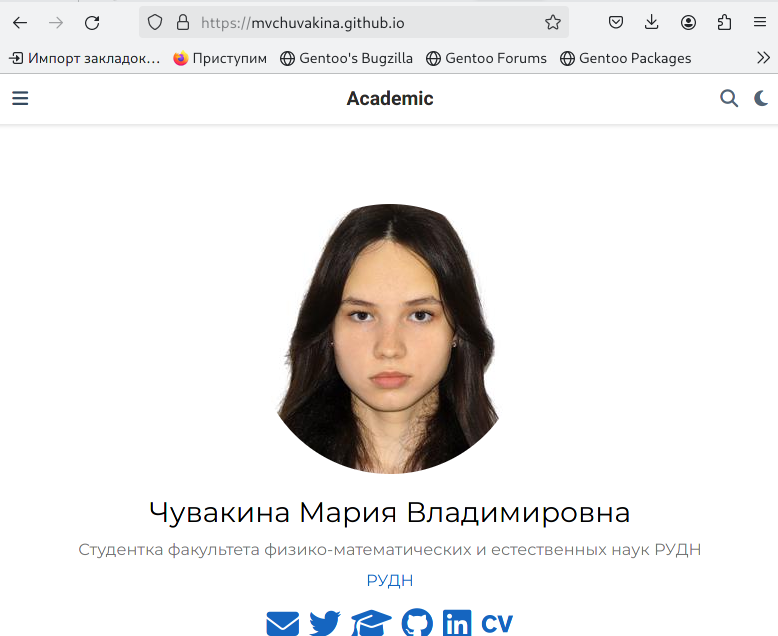 https://mvchuvakina.github.io
Импорт закладок… Приступим Gentoo's Bugzilla Gentoo Forums Gentoo Packages
Academic
Чувакина Мария Владимировна
Студентка факультета физико-математических и естественных наук РУДН
РУДН
CV